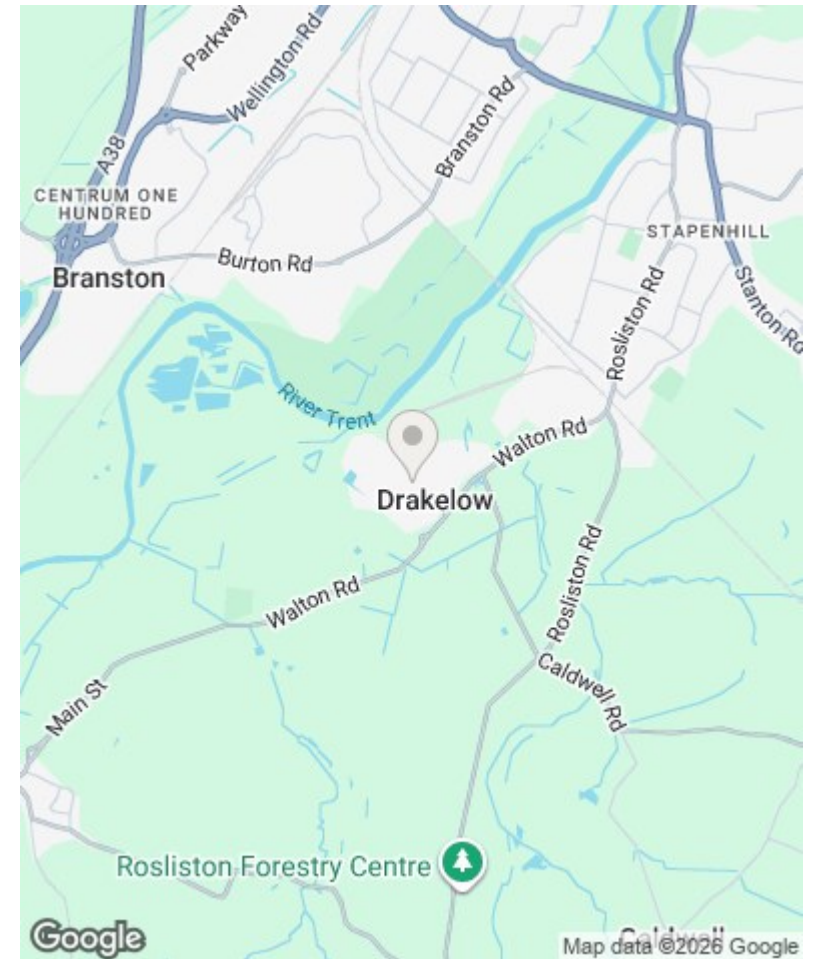 Parkway
Wellington Rd
A38
Branston Rd
CENTRUM ONE
HUNDRED
STAPENHILL
Burton Rd
Branston
Stanton Rd
Rosliston Rd
River Trent
Walton Rd
Drakelow
Rosliston Rd
Walton Rd
Caldwell Rd
Main St
Rosliston Forestry Centre
Caldwell
Google
Map data ©2026 Google